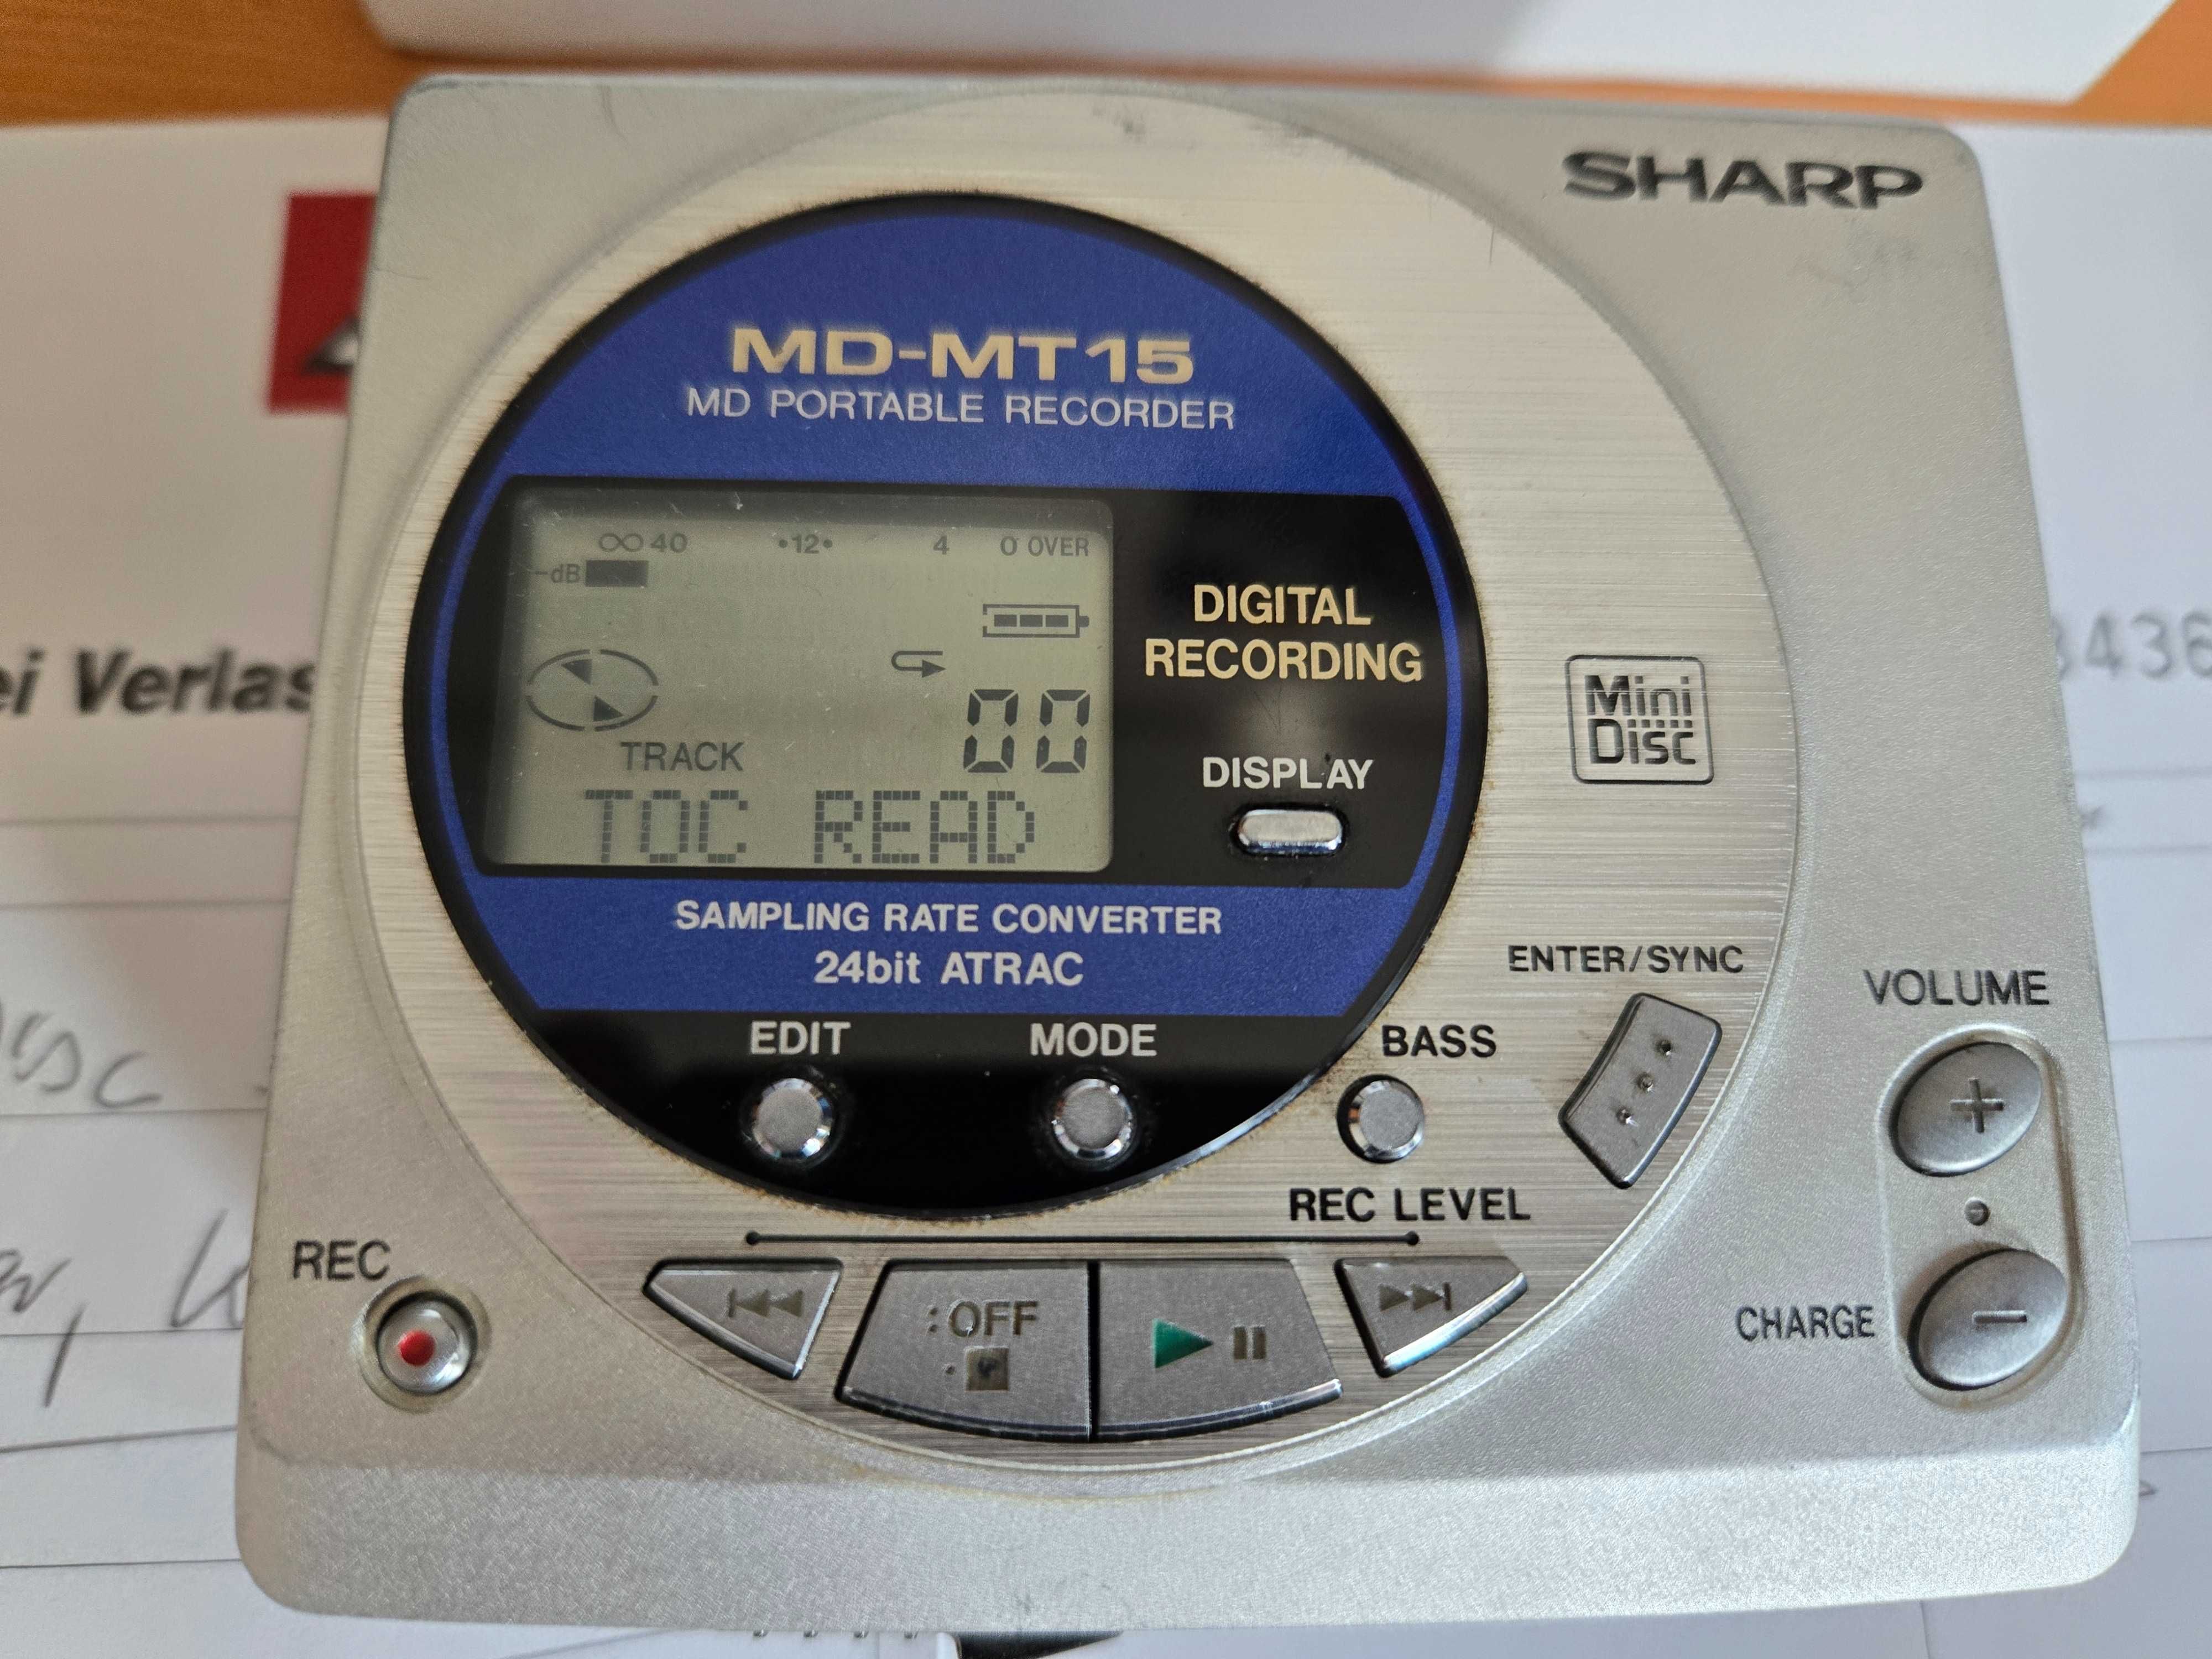 SHARP
MD-MT15
MD PORTABLE RECORDER
∞ 40 •12• 4 0 OVER
-dB
DIGITAL
RECORDING
00
TRACK
TOC READ
DISPLAY
Mini
Disc
SAMPLING RATE CONVERTER
24bit ATRAC
ENTER/SYNC
VOLUME
EDIT MODE BASS
+
REC LEVEL
REC
:OFF
CHARGE
-
ei Verlas
3436